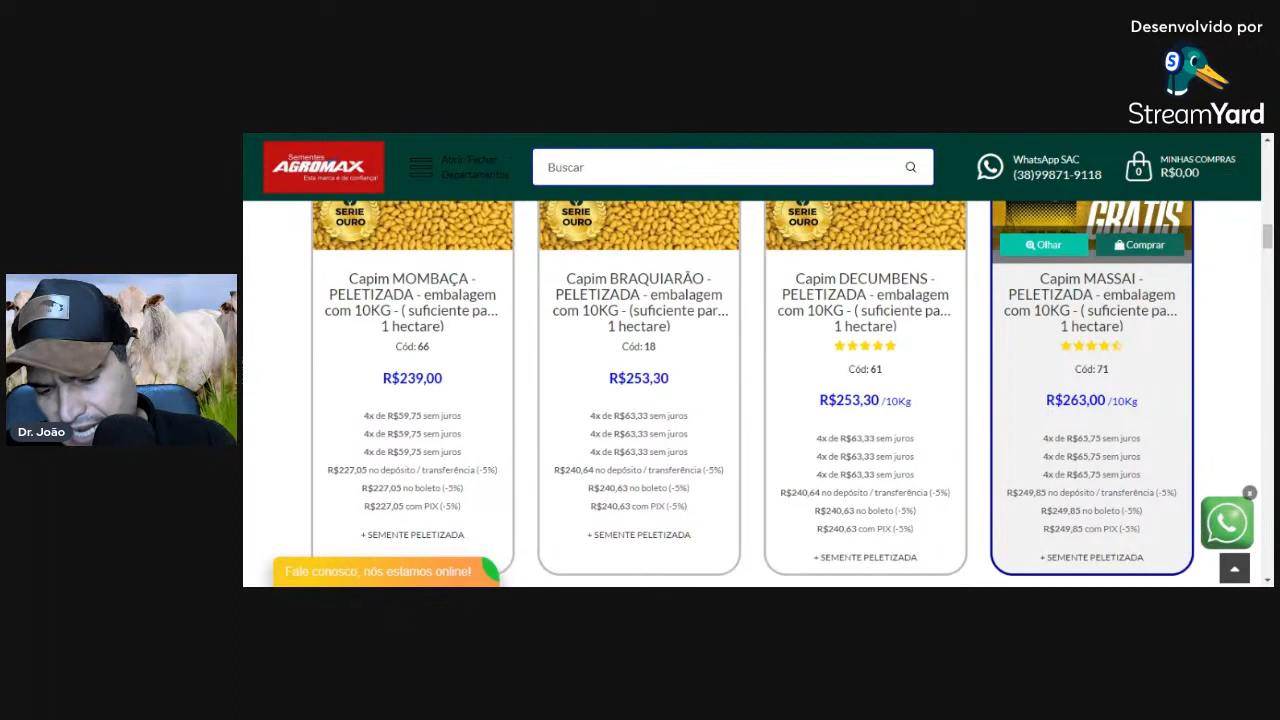 Desenvolvido por
StreamYard
Sementes
AGROMAX
Esta marca é de confiança!
Abrir/Fechar
Departamentos
Buscar
WhatsApp SAC
(38)99871-9118
0
MINHAS COMPRAS
R$0,00
SERIE
OURO
SERIE
OURO
SERIE
OURO
GRATIS
Olhar
Comprar
Capim MOMBAÇA -
PELETIZADA - embalagem
com 10KG - ( suficiente pa...
1 hectare)
Cód: 66
R$239,00
4x de R$59,75 sem juros
4x de R$59,75 sem juros
4x de R$59,75 sem juros
R$227,05 no depósito / transferência (-5%)
R$227,05 no boleto (-5%)
R$227,05 com PIX (-5%)
+ SEMENTE PELETIZADA
Capim BRAQUIARÃO -
PELETIZADA - embalagem
com 10KG - (suficiente par...
1 hectare)
Cód: 18
R$253,30
4x de R$63,33 sem juros
4x de R$63,33 sem juros
4x de R$63,33 sem juros
R$240,64 no depósito / transferência (-5%)
R$240,63 no boleto (-5%)
R$240,63 com PIX (-5%)
+ SEMENTE PELETIZADA
Capim DECUMBENS -
PELETIZADA - embalagem
com 10KG - ( suficiente pa...
1 hectare)
Cód: 61
R$253,30 /10Kg
4x de R$63,33 sem juros
4x de R$63,33 sem juros
4x de R$63,33 sem juros
R$240,64 no depósito / transferência (-5%)
R$240,63 no boleto (-5%)
R$240,63 com PIX (-5%)
+ SEMENTE PELETIZADA
Capim MASSAI -
PELETIZADA - embalagem
com 10KG - ( suficiente pa...
1 hectare)
Cód: 71
R$263,00 /10Kg
4x de R$65,75 sem juros
4x de R$65,75 sem juros
4x de R$65,75 sem juros
R$249,85 no depósito / transferência (-5%)
R$249,85 no boleto (-5%)
R$249,85 com PIX (-5%)
+ SEMENTE PELETIZADA
Dr. João
Fale conosco, nós estamos online!
x